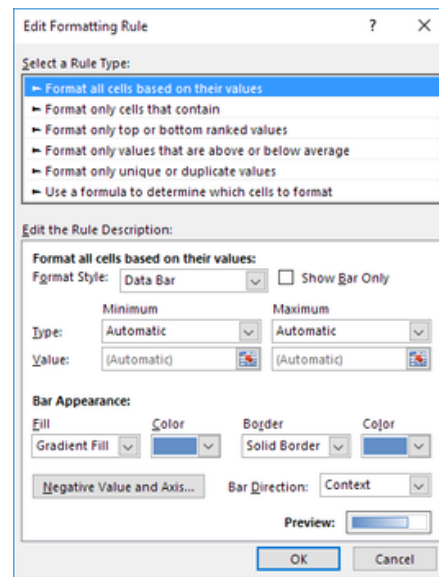 Edit Formatting Rule ? ×
Select a Rule Type:
► Format all cells based on their values
► Format only cells that contain
► Format only top or bottom ranked values
► Format only values that are above or below average
► Format only unique or duplicate values
► Use a formula to determine which cells to format
Edit the Rule Description:
Format all cells based on their values:
Format Style: Data Bar Show Bar Only
Minimum Maximum
Type: Automatic Automatic
Value: (Automatic) (Automatic)
Bar Appearance:
Fill Color Border Color
Gradient Fill Solid Border
Negative Value and Axis... Bar Direction: Context
Preview:
OK Cancel